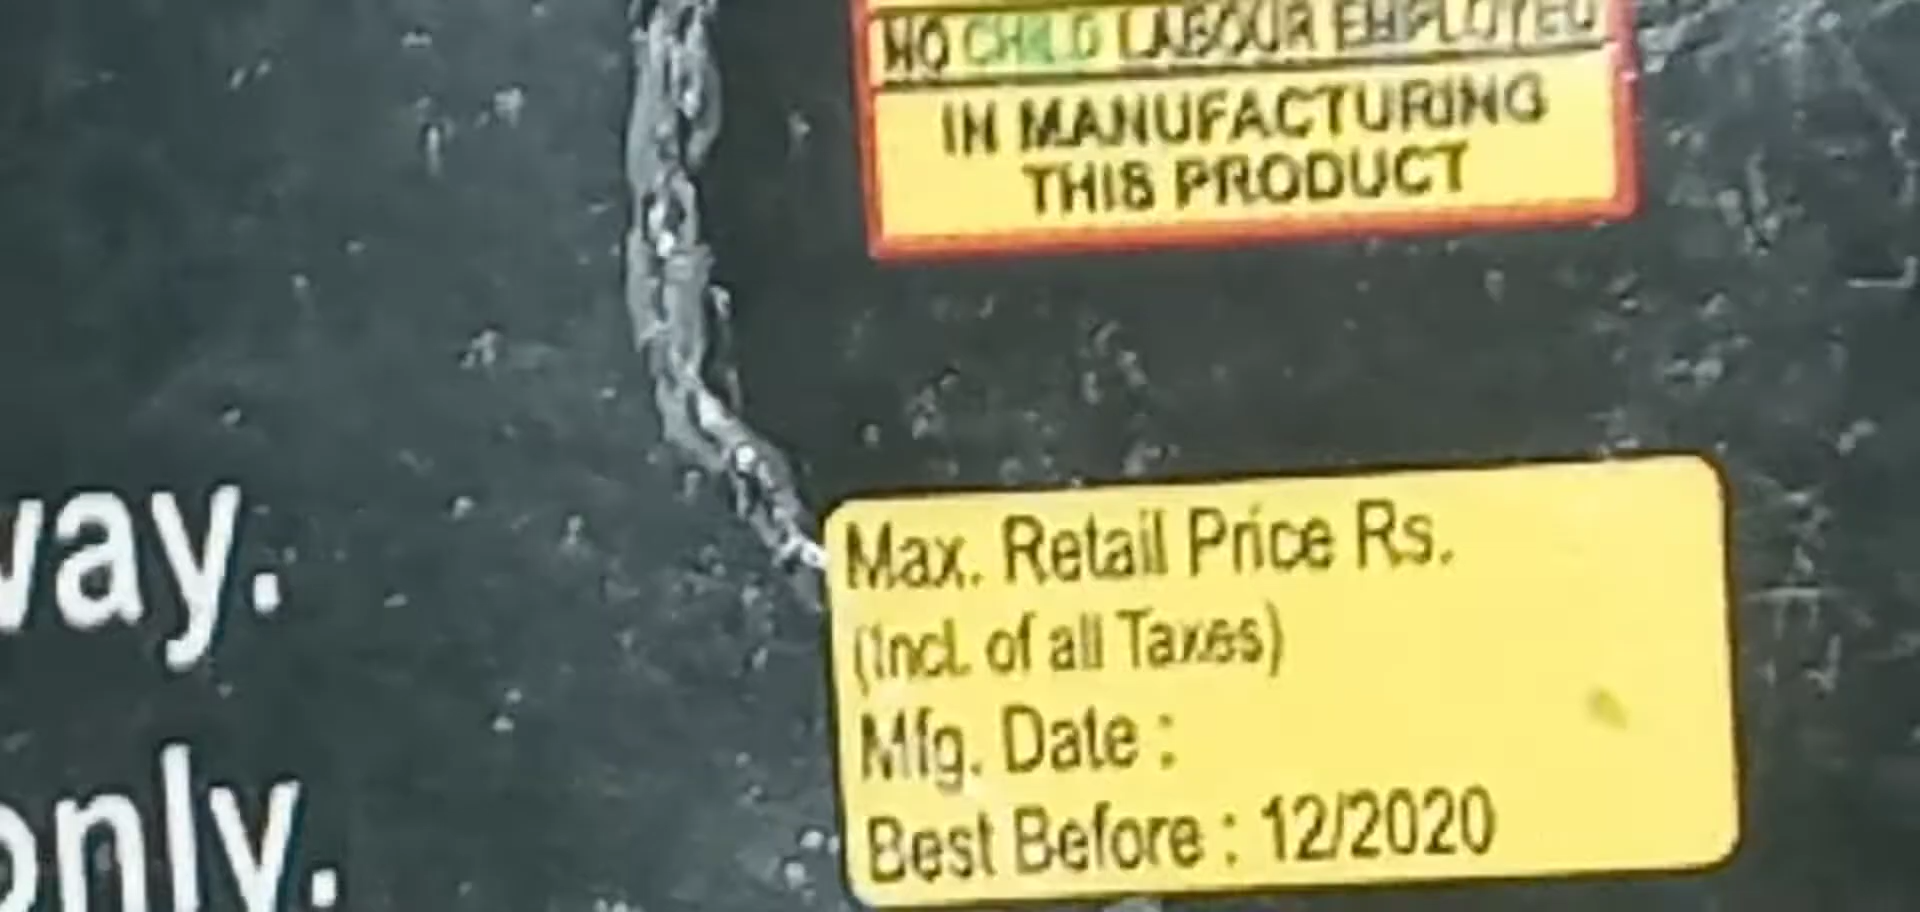 NO CHILD LABOUR EMPLOYED
IN MANUFACTURING
THIS PRODUCT
way.
Max. Retail Price Rs.
(Incl. of all Taxes)
Mfg. Date :
Best Before : 12/2020
only.